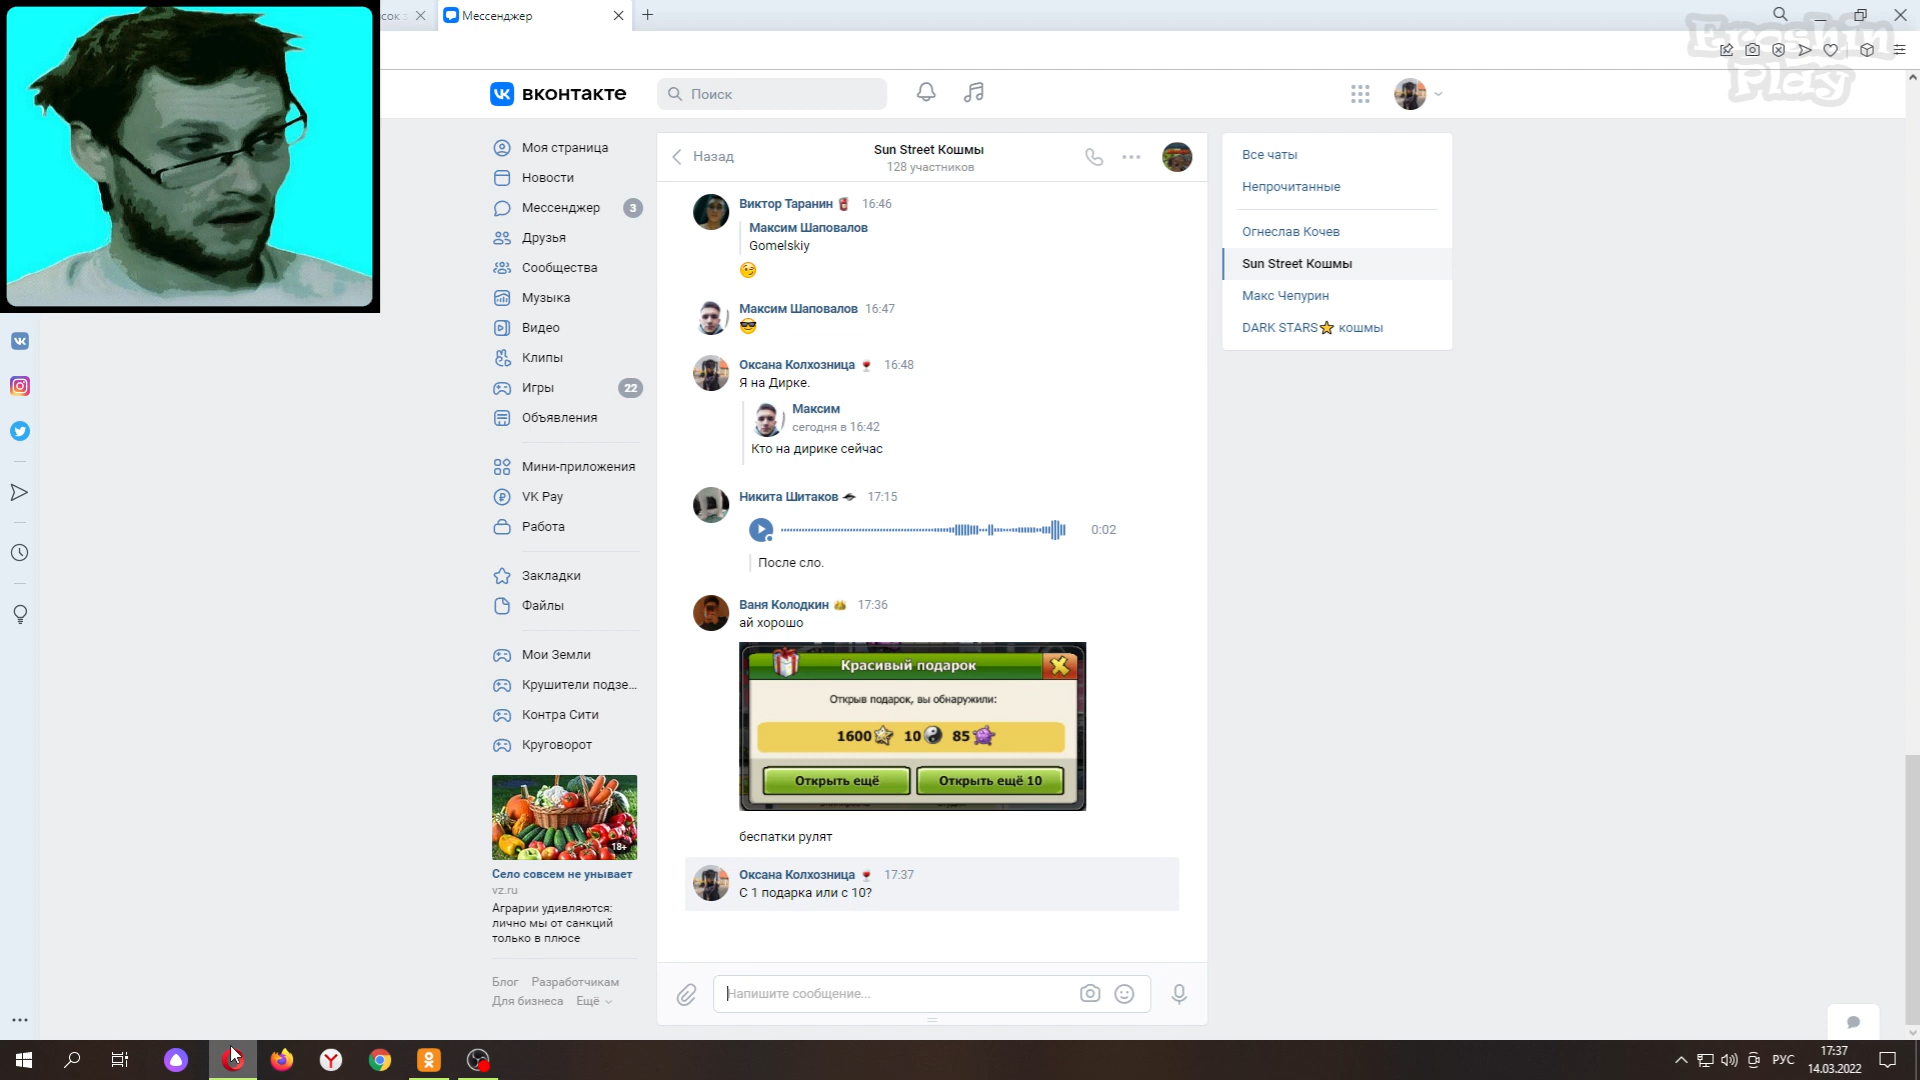 сок з
Мессенджер
Eroshin
Play
вконтакте
Поиск
Моя страница
Новости
Мессенджер 3
Друзья
Сообщества
Музыка
Видео
Клипы
Игры 22
Объявления
Мини-приложения
VK Pay
Работа
Закладки
Файлы
Мои Земли
Крушители подзе...
Контра Сити
Круговорот
18+
Село совсем не унывает
vz.ru
Аграрии удивляются:
лично мы от санкций
только в плюсе
Блог Разработчикам
Для бизнеса Ещё
Назад
Sun Street Кошмы
128 участников
Виктор Таранин 16:46
Максим Шаповалов
Gomelskiy
Максим Шаповалов 16:47
Оксана Колхозница 16:48
Я на Дирке.
Максим
сегодня в 16:42
Кто на дирике сейчас
Никита Шитаков 17:15
0:02
После сло.
Ваня Колодкин 17:36
ай хорошо
Красивый подарок
Открыв подарок, вы обнаружили:
1600 10 85
Открыть ещё Открыть ещё 10
беспатки рулят
Оксана Колхозница 17:37
С 1 подарка или с 10?
Напишите сообщение...
Все чаты
Непрочитанные
Огнеслав Кочев
Sun Street Кошмы
Макс Чепурин
DARK STARS⭐ кошмы
РУС
17:37
14.03.2022